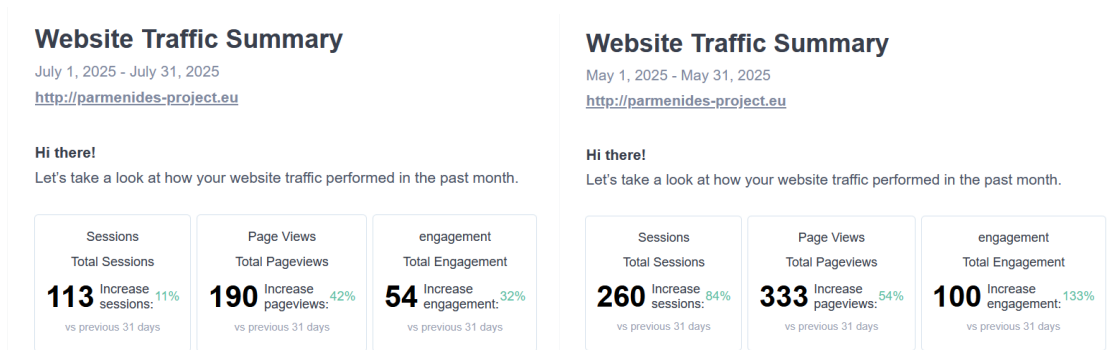 Website Traffic Summary
July 1, 2025 - July 31, 2025
http://parmenides-project.eu
Hi there!
Let's take a look at how your website traffic performed in the past month.
Sessions
Total Sessions
113 Increase sessions: 11%
vs previous 31 days
Page Views
Total Pageviews
190 Increase pageviews: 42%
vs previous 31 days
engagement
Total Engagement
54 Increase engagement: 32%
vs previous 31 days
Website Traffic Summary
May 1, 2025 - May 31, 2025
http://parmenides-project.eu
Hi there!
Let's take a look at how your website traffic performed in the past month.
Sessions
Total Sessions
260 Increase sessions: 84%
vs previous 31 days
Page Views
Total Pageviews
333 Increase pageviews: 54%
vs previous 31 days
engagement
Total Engagement
100 Increase engagement: 133%
vs previous 31 days